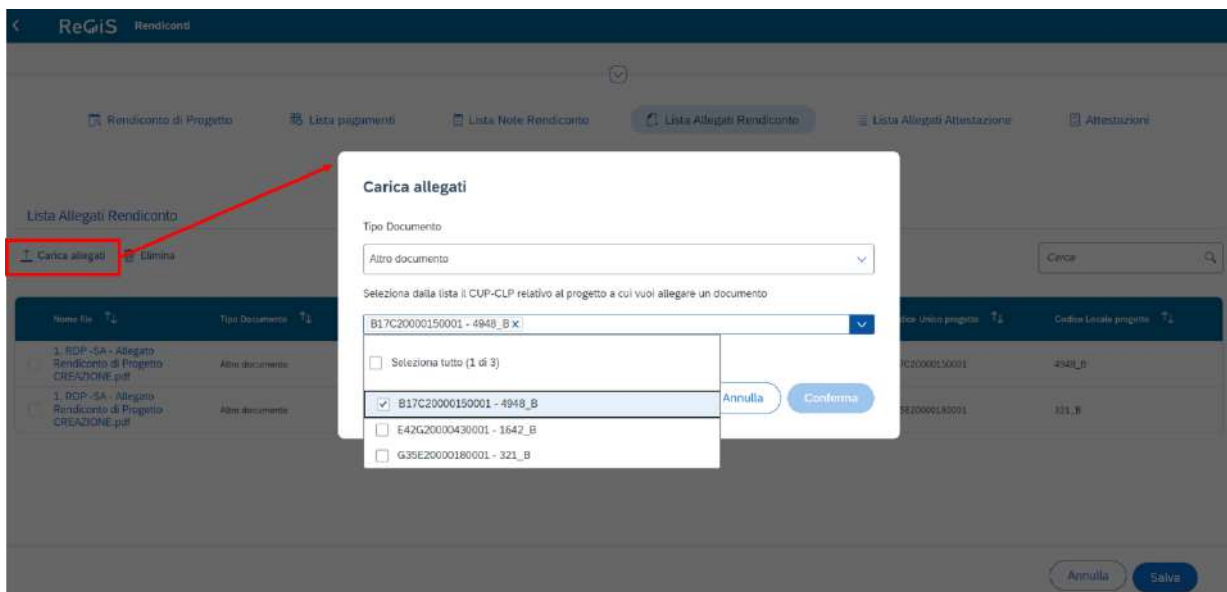 ReGiS Rendiconti
Rendiconto di Progetto Lista pagamenti Lista Note Rendiconto Lista Allegati Rendiconto Lista Allegati Attestazione Attestazioni
Carica allegati
Lista Allegati Rendiconto
Tipo Documento
Carica allegati Elimina
Altro documento
Cerca
Seleziona dalla lista il CUP-CLP relativo al progetto a cui vuoi allegare un documento
Nome file Tipo Documento
B17C20000150001 - 4948_B x
Unico progetto Codice Locale progetto
1. RDP -SA - Allegato
Rendiconto di Progetto
CREAZIONE.pdf
Altro documento
Seleziona tutto (1 di 3)
7C20000150001 4948_B
1. RDP -SA - Allegato
Rendiconto di Progetto
CREAZIONE.pdf
Altro documento
B17C20000150001 - 4948_B
Annulla Conferma
5E20000180001 321_B
E42G20000430001 - 1642_B
G35E20000180001 - 321_B
Annulla Salva